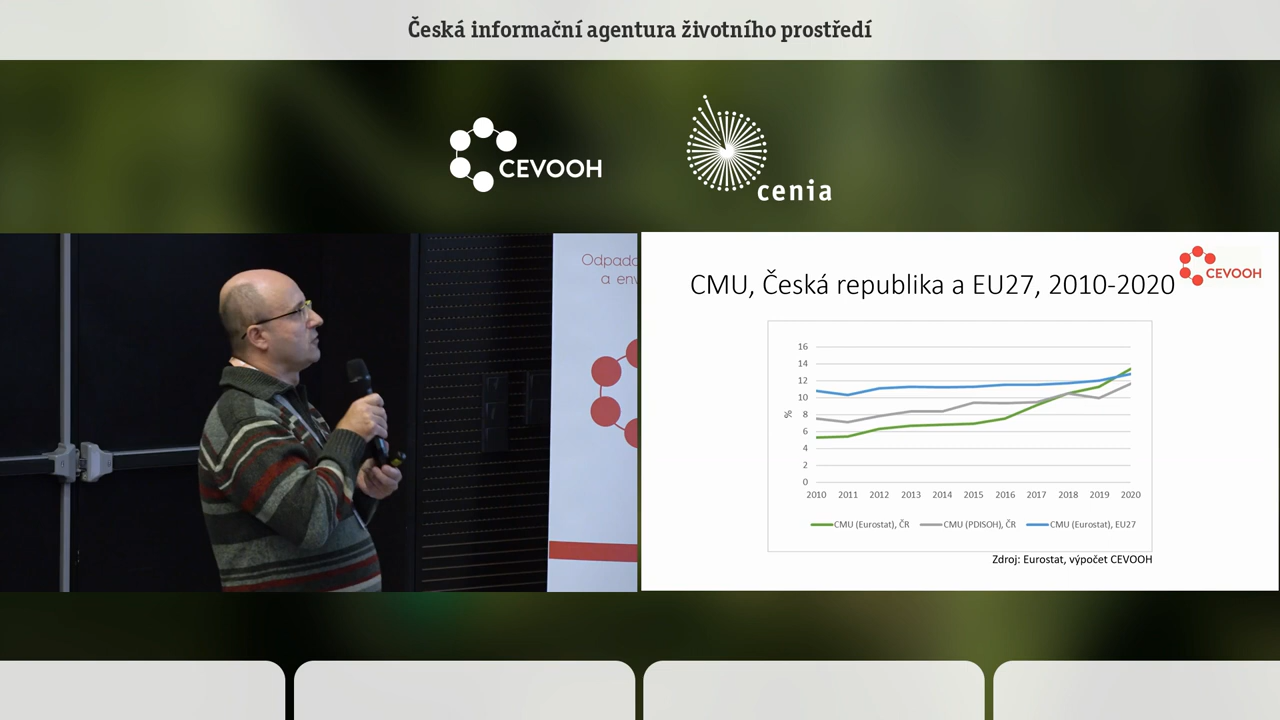 Česká informační agentura životního prostředí
CEVOOH
cenia
Odpado
a env
CEVOOH
CMU, Česká republika a EU27, 2010-2020
16
14
12
10
8
6
4
2
0
%
2010 2011 2012 2013 2014 2015 2016 2017 2018 2019 2020
CMU (Eurostat), ČR CMU (PDISOH), ČR CMU (Eurostat), EU27
Zdroj: Eurostat, výpočet CEVOOH